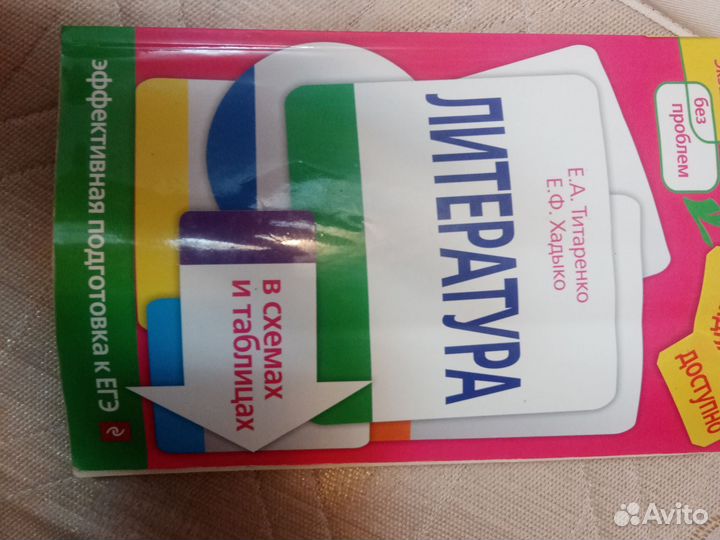 без
проблем
доступно
Е.А. Титаренко
Е.Ф. Хадыко
ЛИТЕРАТУРА
в схемах
и таблицах
эффективная подготовка к ЕГЭ
Avito